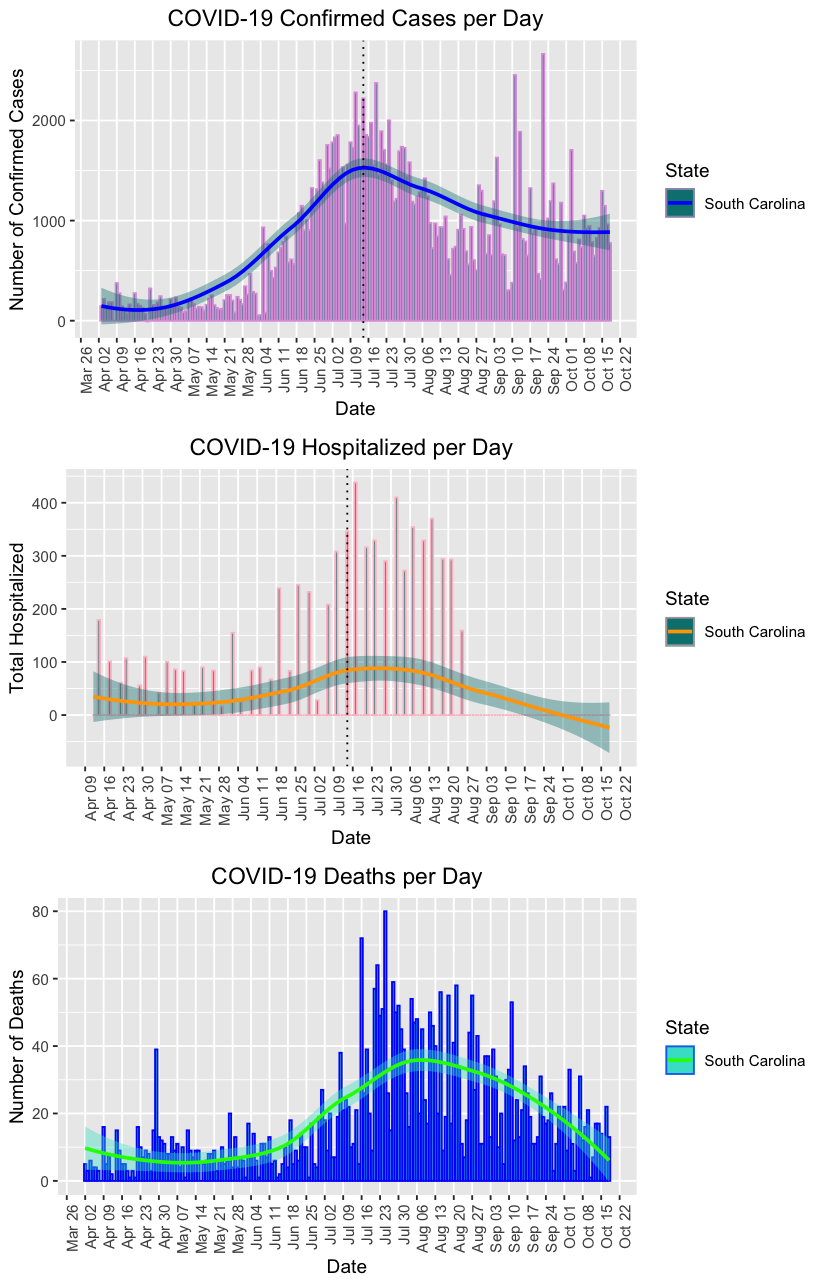 COVID-19 Confirmed Cases per Day
Number of Confirmed Cases
2000
1000
0
Mar 26
Apr 02
Apr 09
Apr 16
Apr 23
Apr 30
May 07
May 14
May 21
May 28
Jun 04
Jun 11
Jun 18
Jun 25
Jul 02
Jul 09
Jul 16
Jul 23
Jul 30
Aug 06
Aug 13
Aug 20
Aug 27
Sep 03
Sep 10
Sep 17
Sep 24
Oct 01
Oct 08
Oct 15
Oct 22
Date
State
South Carolina
COVID-19 Hospitalized per Day
Total Hospitalized
400
300
200
100
0
Apr 09
Apr 16
Apr 23
Apr 30
May 07
May 14
May 21
May 28
Jun 04
Jun 11
Jun 18
Jun 25
Jul 02
Jul 09
Jul 16
Jul 23
Jul 30
Aug 06
Aug 13
Aug 20
Aug 27
Sep 03
Sep 10
Sep 17
Sep 24
Oct 01
Oct 08
Oct 15
Oct 22
Date
State
South Carolina
COVID-19 Deaths per Day
Number of Deaths
80
60
40
20
0
Mar 26
Apr 02
Apr 09
Apr 16
Apr 23
Apr 30
May 07
May 14
May 21
May 28
Jun 04
Jun 11
Jun 18
Jun 25
Jul 02
Jul 09
Jul 16
Jul 23
Jul 30
Aug 06
Aug 13
Aug 20
Aug 27
Sep 03
Sep 10
Sep 17
Sep 24
Oct 01
Oct 08
Oct 15
Oct 22
Date
State
South Carolina